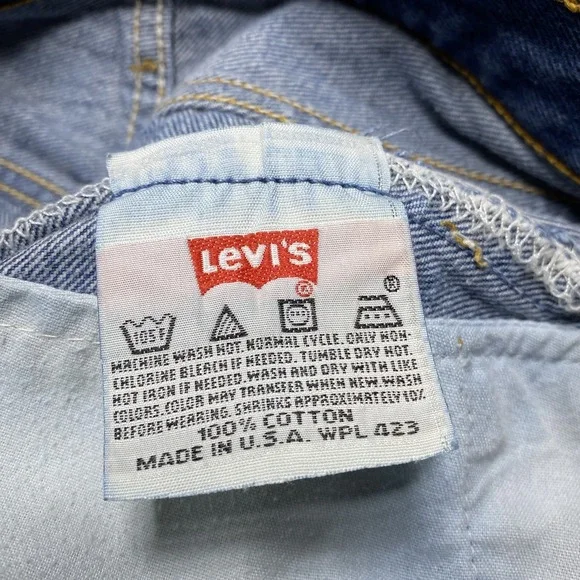 LEVI'S
®
®
105F
MACHINE WASH HOT. NORMAL CYCLE. ONLY NON-
CHLORINE BLEACH IF NEEDED. TUMBLE DRY HOT.
HOT IRON IF NEEDED. WASH AND DRY WITH LIKE
COLORS. COLOR MAY TRANSFER WHEN NEW. WASH
BEFORE WEARING. SHRINKS APPROXIMATELY 10%
100% COTTON
MADE IN U.S.A. WPL 423